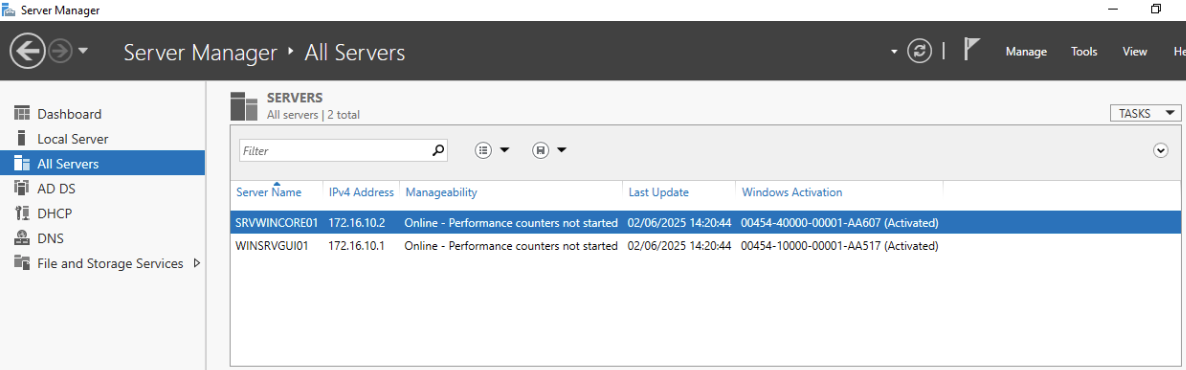 Server Manager
Server Manager ‣ All Servers
Manage Tools View He
Dashboard
Local Server
All Servers
AD DS
DHCP
DNS
File and Storage Services
SERVERS
All servers | 2 total
TASKS
Filter
Server Name IPv4 Address Manageability Last Update Windows Activation
SRVWINCORE01 172.16.10.2 Online - Performance counters not started 02/06/2025 14:20:44 00454-40000-00001-AA607 (Activated)
WINSRVGUI01 172.16.10.1 Online - Performance counters not started 02/06/2025 14:20:44 00454-10000-00001-AA517 (Activated)